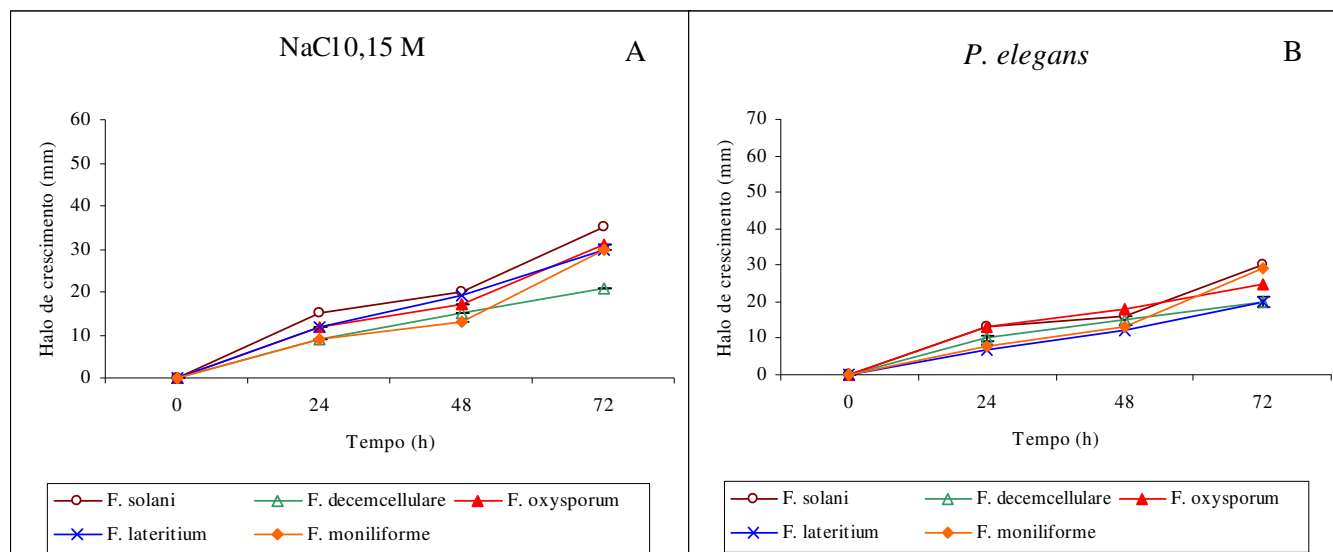 NaCl0,15 M
A
60
50
40
30
20
10
0
Halo de crescimento (mm)
0 24 48 72
Tempo (h)
F. solani F. decemcellulare F. oxysporum
F. lateritium F. moniliforme
P. elegans
B
70
60
50
40
30
20
10
0
Halo de crescimento (mm)
0 24 48 72
Tempo (h)
F. solani F. decemcellulare F. oxysporum
F. lateritium F. moniliforme